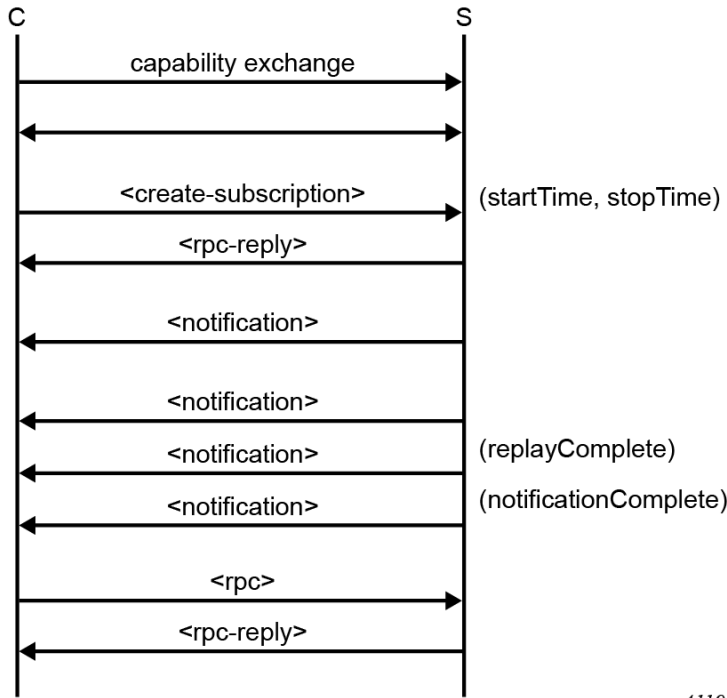 C S
capability exchange
<create-subscription> (startTime, stopTime)
<rpc-reply>
<notification>
<notification>
<notification> (replayComplete)
<notification> (notificationComplete)
<rpc>
<rpc-reply>